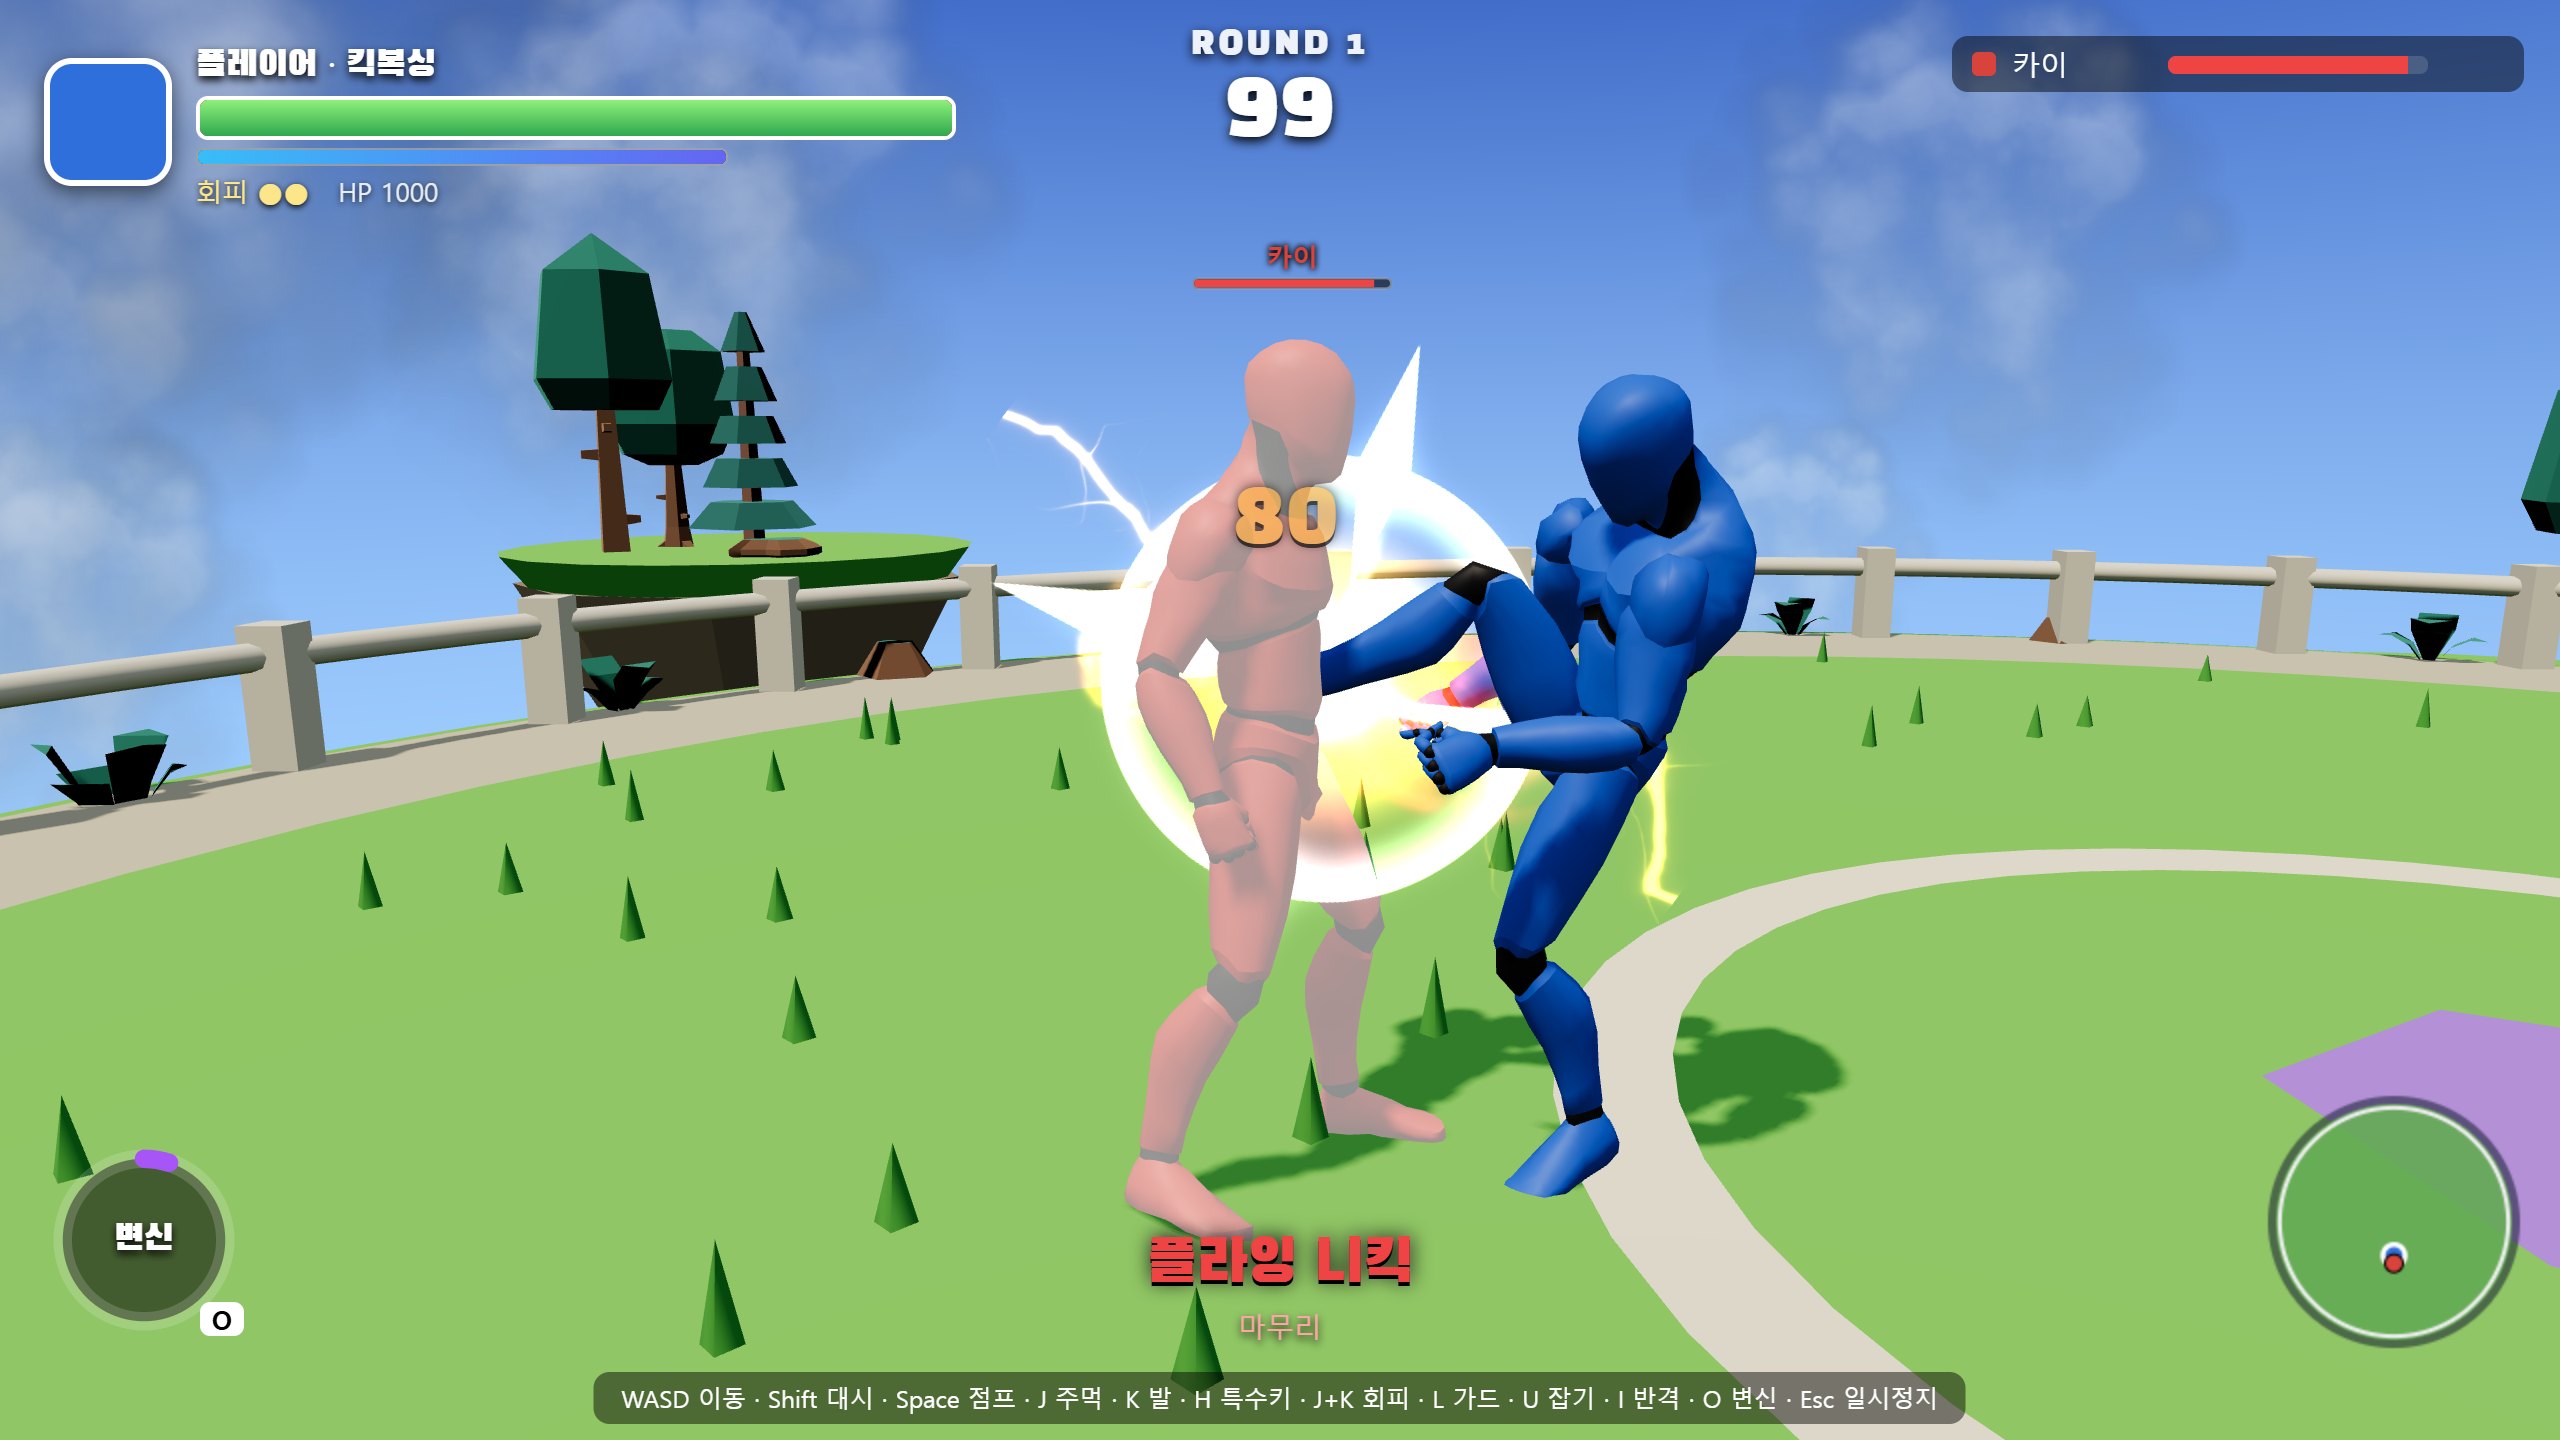 플레이어 · 킥복싱
회피 HP 1000
ROUND 1
99
카이
카이
80
플라잉 니킥
마무리
변신
O
WASD 이동 · Shift 대시 · Space 점프 · J 주먹 · K 발 · H 특수키 · J+K 회피 · L 가드 · U 잡기 · I 반격 · O 변신 · Esc 일시정지